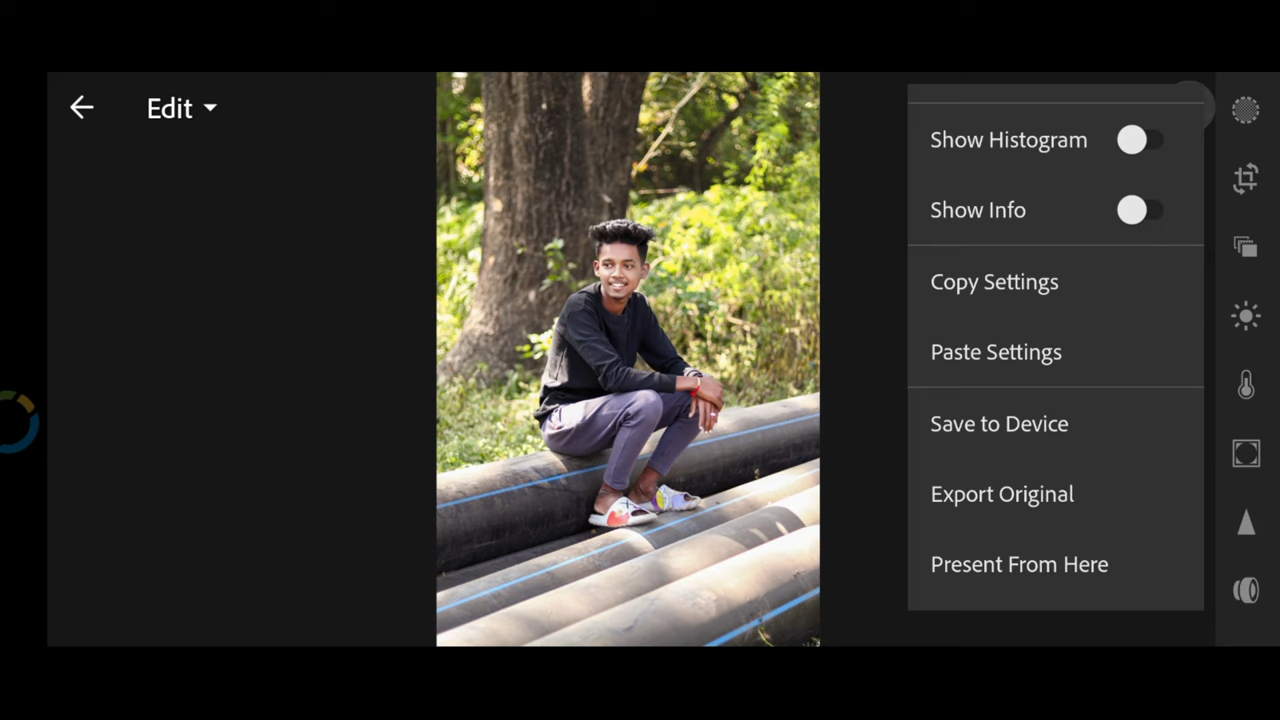 Edit
Show Histogram
Show Info
Copy Settings
Paste Settings
Save to Device
Export Original
Present From Here